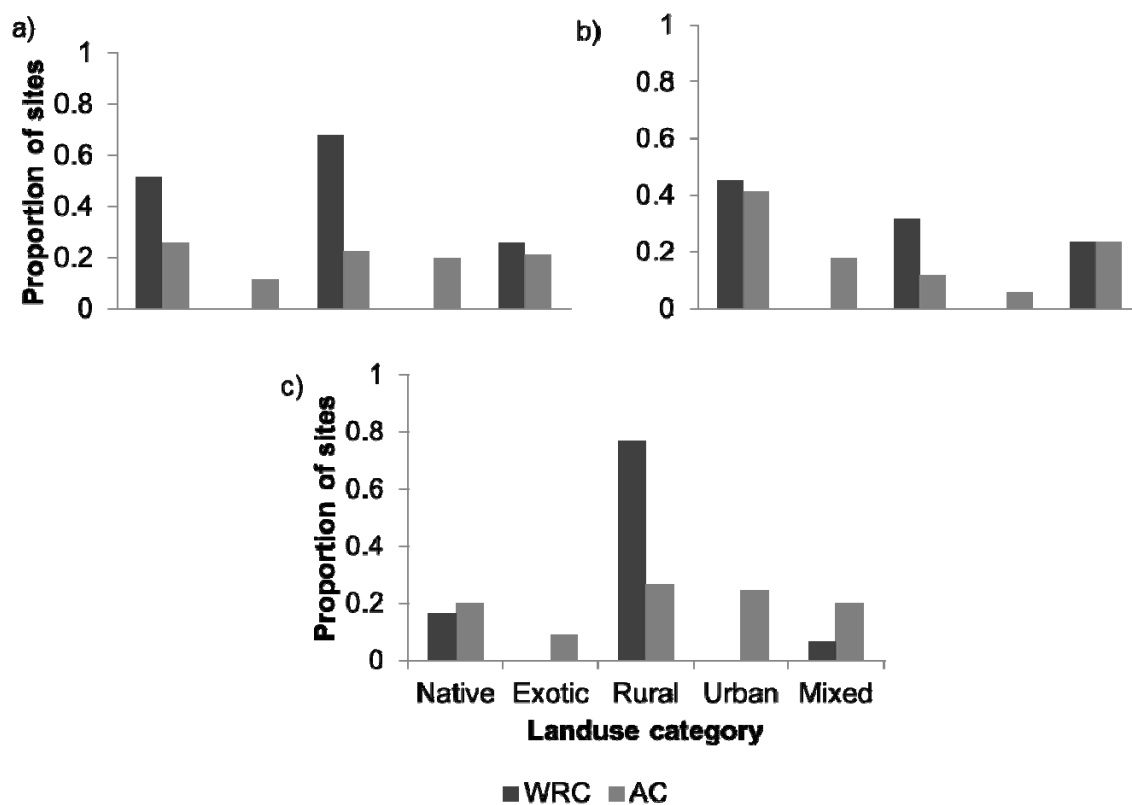 a)
Proportion of sites
1
0.8
0.6
0.4
0.2
0
b)
1
0.8
0.6
0.4
0.2
0
c)
Proportion of sites
1
0.8
0.6
0.4
0.2
0
Native Exotic Rural Urban Mixed
Landuse category
WRC AC